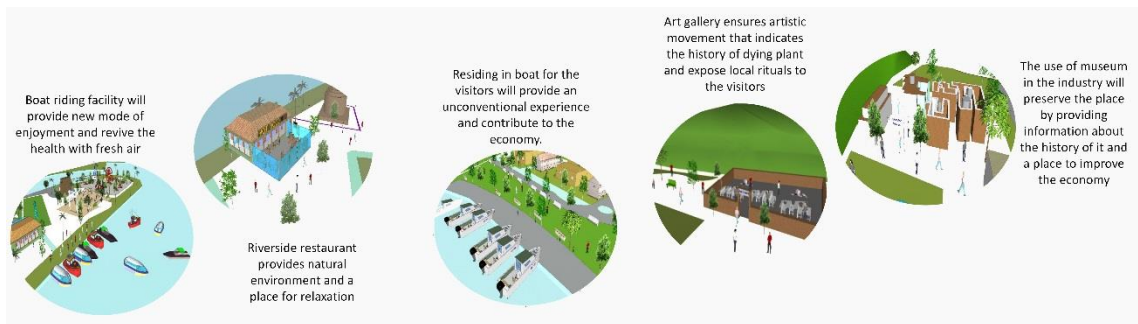 Boat riding facility will
provide new mode of
enjoyment and revive the
health with fresh air
Riverside restaurant
provides natural
environment and a
place for relaxation
Residing in boat for the
visitors will provide an
unconventional experience
and contribute to the
economy.
Art gallery ensures artistic
movement that indicates
the history of dying plant
and expose local rituals to
the visitors
The use of museum
in the industry will
preserve the place
by providing
information about
the history of it and
a place to improve
the economy